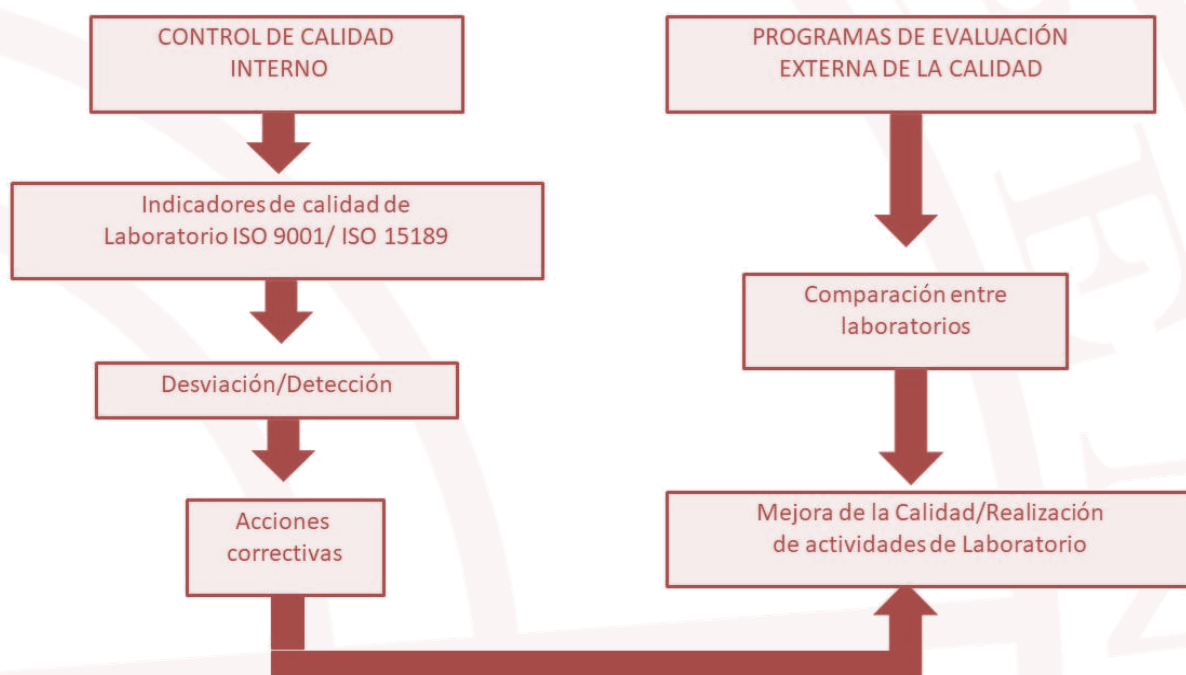 CONTROL DE CALIDAD
INTERNO
Indicadores de calidad de
Laboratorio ISO 9001/ ISO 15189
Desviación/Detección
Acciones
correctivas
PROGRAMAS DE EVALUACIÓN
EXTERNA DE LA CALIDAD
Comparación entre
laboratorios
Mejora de la Calidad/Realización
de actividades de Laboratorio